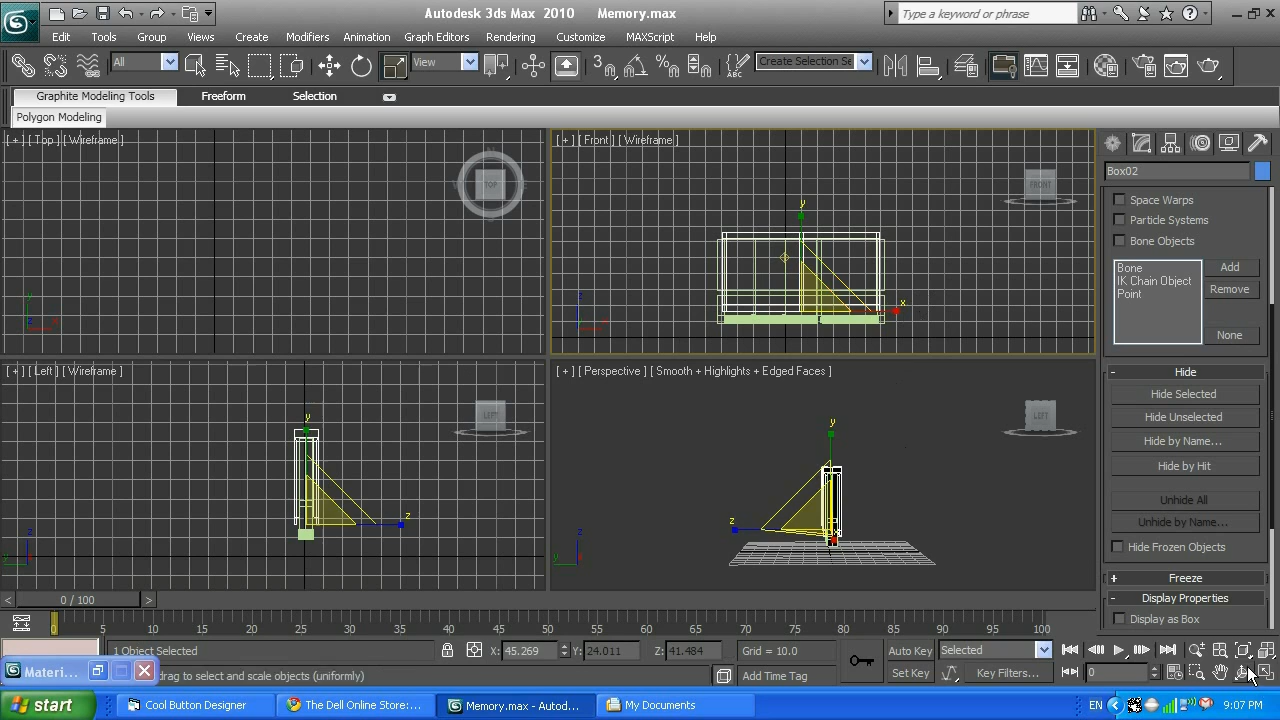 Autodesk 3ds Max 2010 Memory.max
Type a keyword or phrase
Edit Tools Group Views Create Modifiers Animation Graph Editors Rendering Customize MAXScript Help
All View 3 Create Selection Se
Graphite Modeling Tools Freeform Selection
Polygon Modeling
[ + ] [ Top ] [ Wireframe ]
[ + ] [ Front ] [ Wireframe ]
TOP
FRONT
y
x
z
x
[ + ] [ Left ] [ Wireframe ]
[ + ] [ Perspective ] [ Smooth + Highlights + Edged Faces ]
LEFT
LEFT
y
z
y
z
z
y
z
y
Box02
Space Warps
Particle Systems
Bone Objects
Bone
IK Chain Object
Point
Add
Remove
None
- Hide
Hide Selected
Hide Unselected
Hide by Name...
Hide by Hit
Unhide All
Unhide by Name...
Hide Frozen Objects
+ Freeze
- Display Properties
Display as Box
< 0 / 100 >
0 5 10 15 20 25 30 35 40 45 50 55 60 65 70 75 80 85 90 95 100
1 Object Selected X: 45.269 Y: 24.011 Z: 41.484 Grid = 10.0 Auto Key Selected
Materi... drag to select and scale objects (uniformly) Add Time Tag Set Key Key Filters... 0
start Cool Button Designer The Dell Online Store:... Memory.max - Autod... My Documents EN 9:07 PM